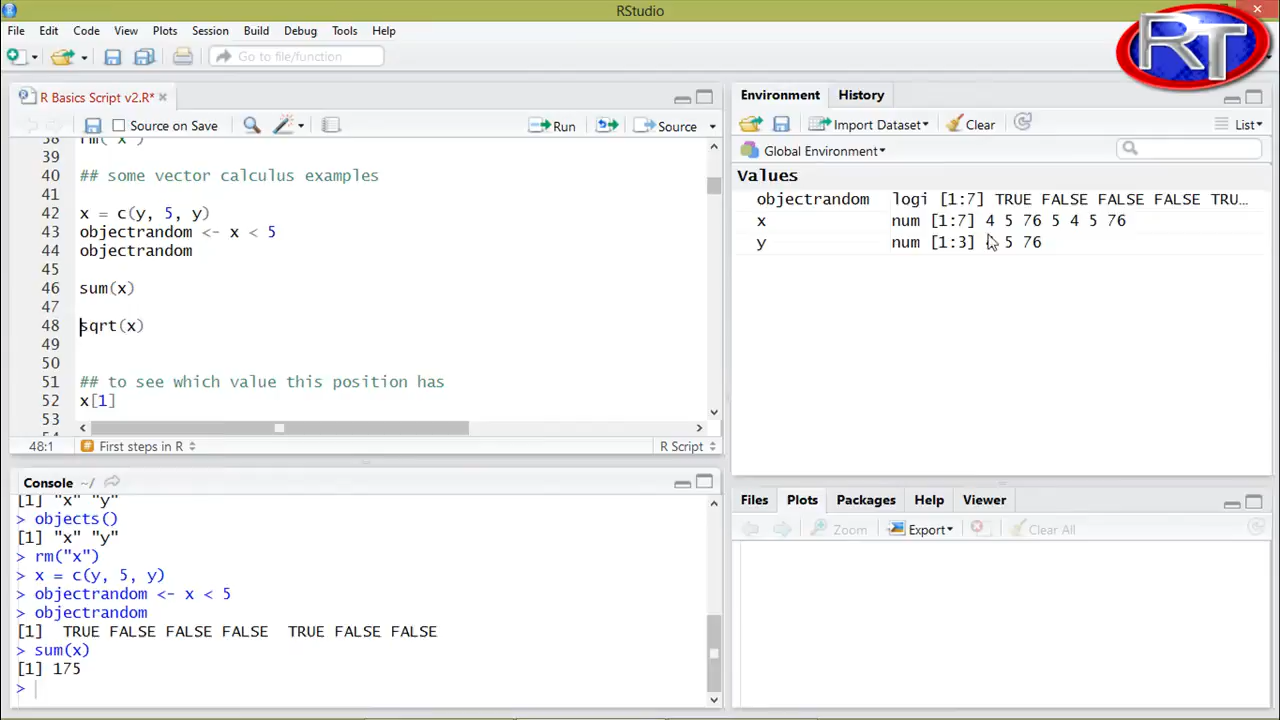 RStudio
RT
File Edit Code View Plots Session Build Debug Tools Help
Go to file/function
R Basics Script v2.R*
Source on Save Run Source
39
40 ## some vector calculus examples
41
42 x = c(y, 5, y)
43 objectrandom <- x < 5
44 objectrandom
45
46 sum(x)
47
48 sqrt(x)
49
50
51 ## to see which value this position has
52 x[1]
53
48:1 First steps in R R Script
Console ~/
[1] "x" "y"
> objects()
[1] "x" "y"
> rm("x")
> x = c(y, 5, y)
> objectrandom <- x < 5
> objectrandom
[1] TRUE FALSE FALSE FALSE TRUE FALSE FALSE
> sum(x)
[1] 175
>
Environment History
Import Dataset Clear List
Global Environment
Values
objectrandom logi [1:7] TRUE FALSE FALSE FALSE TRU...
x num [1:7] 4 5 76 5 4 5 76
y num [1:3] 5 76
Files Plots Packages Help Viewer
Zoom Export Clear All